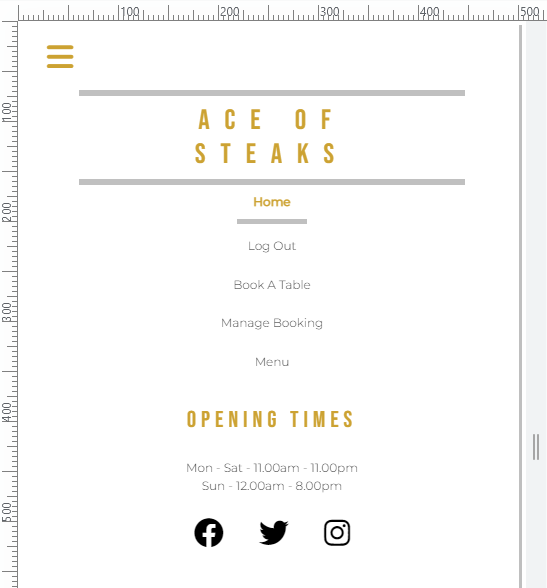 100 200 300 400 500
ACE OF
STEAKS
Home
Log Out
Book A Table
Manage Booking
Menu
OPENING TIMES
Mon - Sat - 11.00am - 11.00pm
Sun - 12.00am - 8.00pm
100
200
300
400
500